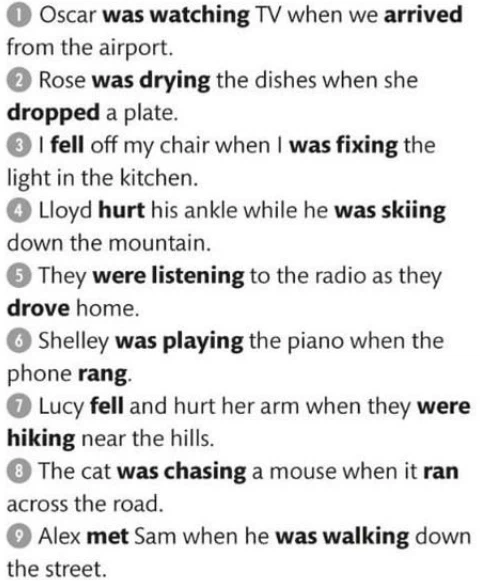 1 Oscar was watching TV when we arrived
from the airport.
2 Rose was drying the dishes when she
dropped a plate.
3 I fell off my chair when I was fixing the
light in the kitchen.
4 Lloyd hurt his ankle while he was skiing
down the mountain.
5 They were listening to the radio as they
drove home.
6 Shelley was playing the piano when the
phone rang.
7 Lucy fell and hurt her arm when they were
hiking near the hills.
8 The cat was chasing a mouse when it ran
across the road.
9 Alex met Sam when he was walking down
the street.